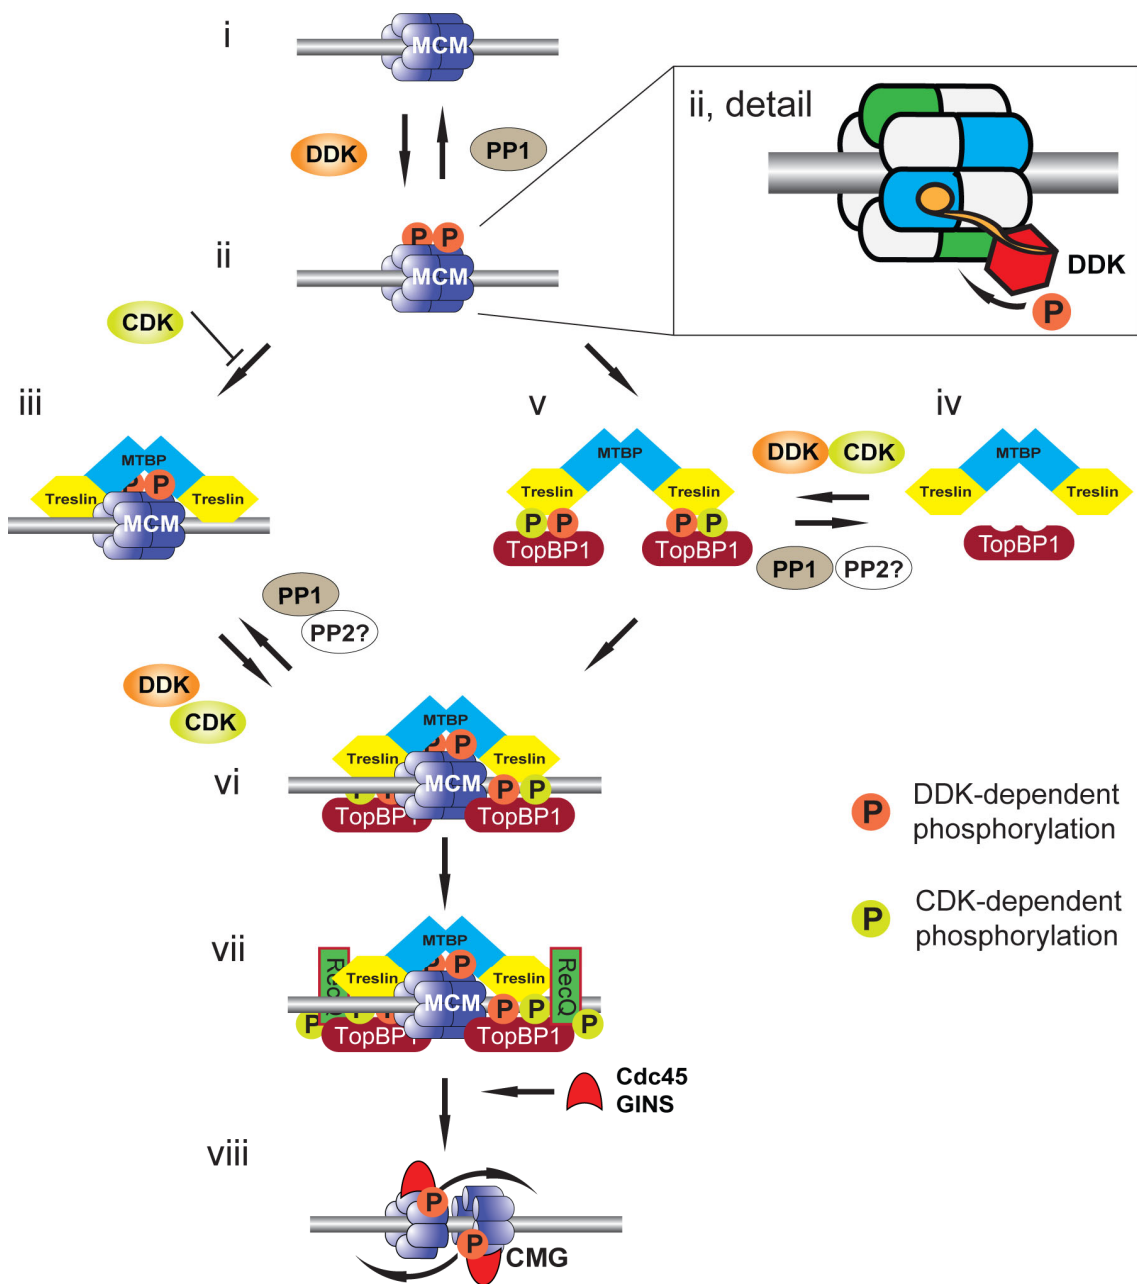 i
MCM
DDK
PP1
ii, detail
DDK
P
ii
P P
MCM
CDK
iii
MTBP
P P
Treslin
Treslin
MCM
v
MTBP
Treslin
Treslin
P P
P P
TopBP1
TopBP1
DDK CDK
PP1 PP2?
iv
MTBP
Treslin
Treslin
TopBP1
PP1
PP2?
DDK
CDK
vi
MTBP
P P
Treslin
Treslin
MCM
P P
P P
TopBP1
TopBP1
P
DDK-dependent
phosphorylation
P
CDK-dependent
phosphorylation
vii
MTBP
P P
RecQ
Treslin
Treslin
RecQ
MCM
P P P
P P P
TopBP1
TopBP1
Cdc45
GINS
viii
P
P
CMG